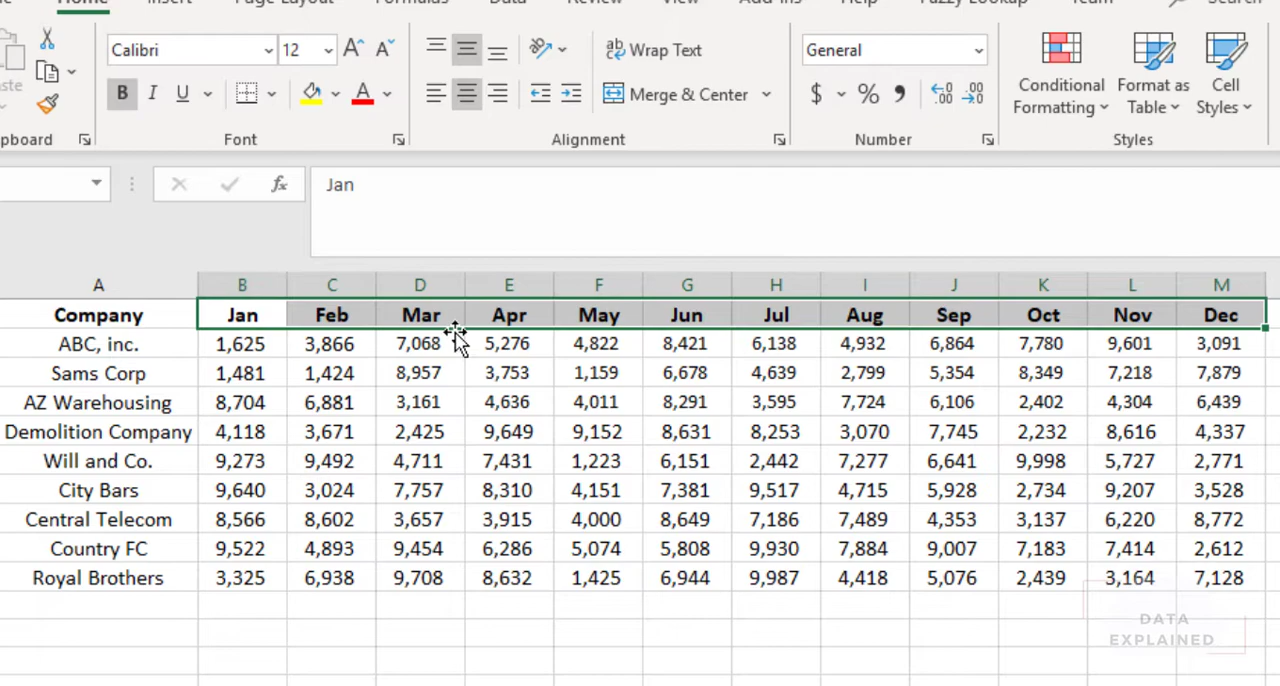 Home Insert Page Layout Formulas Data Review View Add-ins Help Fuzzy Lookup Team Search
Calibri 12 A A Wrap Text General
B I U A Merge & Center $ % 9 .00 .00
Conditional Formatting Format as Table Cell Styles
Font Alignment Number Styles
fx Jan
A B C D E F G H I J K L M
Company Jan Feb Mar Apr May Jun Jul Aug Sep Oct Nov Dec
ABC, inc. 1,625 3,866 7,068 5,276 4,822 8,421 6,138 4,932 6,864 7,780 9,601 3,091
Sams Corp 1,481 1,424 8,957 3,753 1,159 6,678 4,639 2,799 5,354 8,349 7,218 7,879
AZ Warehousing 8,704 6,881 3,161 4,636 4,011 8,291 3,595 7,724 6,106 2,402 4,304 6,439
Demolition Company 4,118 3,671 2,425 9,649 9,152 8,631 8,253 3,070 7,745 2,232 8,616 4,337
Will and Co. 9,273 9,492 4,711 7,431 1,223 6,151 2,442 7,277 6,641 9,998 5,727 2,771
City Bars 9,640 3,024 7,757 8,310 4,151 7,381 9,517 4,715 5,928 2,734 9,207 3,528
Central Telecom 8,566 8,602 3,657 3,915 4,000 8,649 7,186 7,489 4,353 3,137 6,220 8,772
Country FC 9,522 4,893 9,454 6,286 5,074 5,808 9,930 7,884 9,007 7,183 7,414 2,612
Royal Brothers 3,325 6,938 9,708 8,632 1,425 6,944 9,987 4,418 5,076 2,439 3,164 7,128
DATA
EXPLAINED